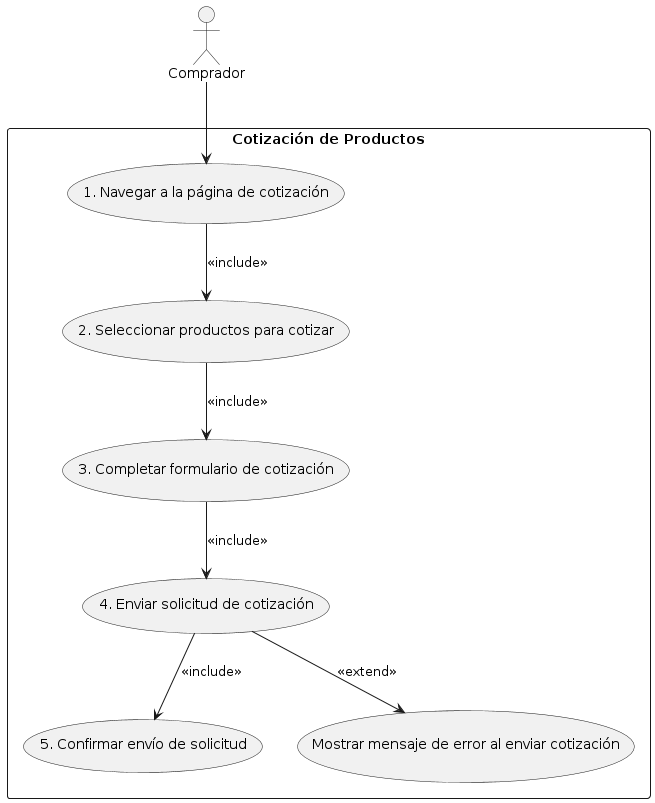 Comprador
Cotización de Productos
1. Navegar a la página de cotización
«include»
2. Seleccionar productos para cotizar
«include»
3. Completar formulario de cotización
«include»
4. Enviar solicitud de cotización
«include»
«extend»
5. Confirmar envío de solicitud
Mostrar mensaje de error al enviar cotización